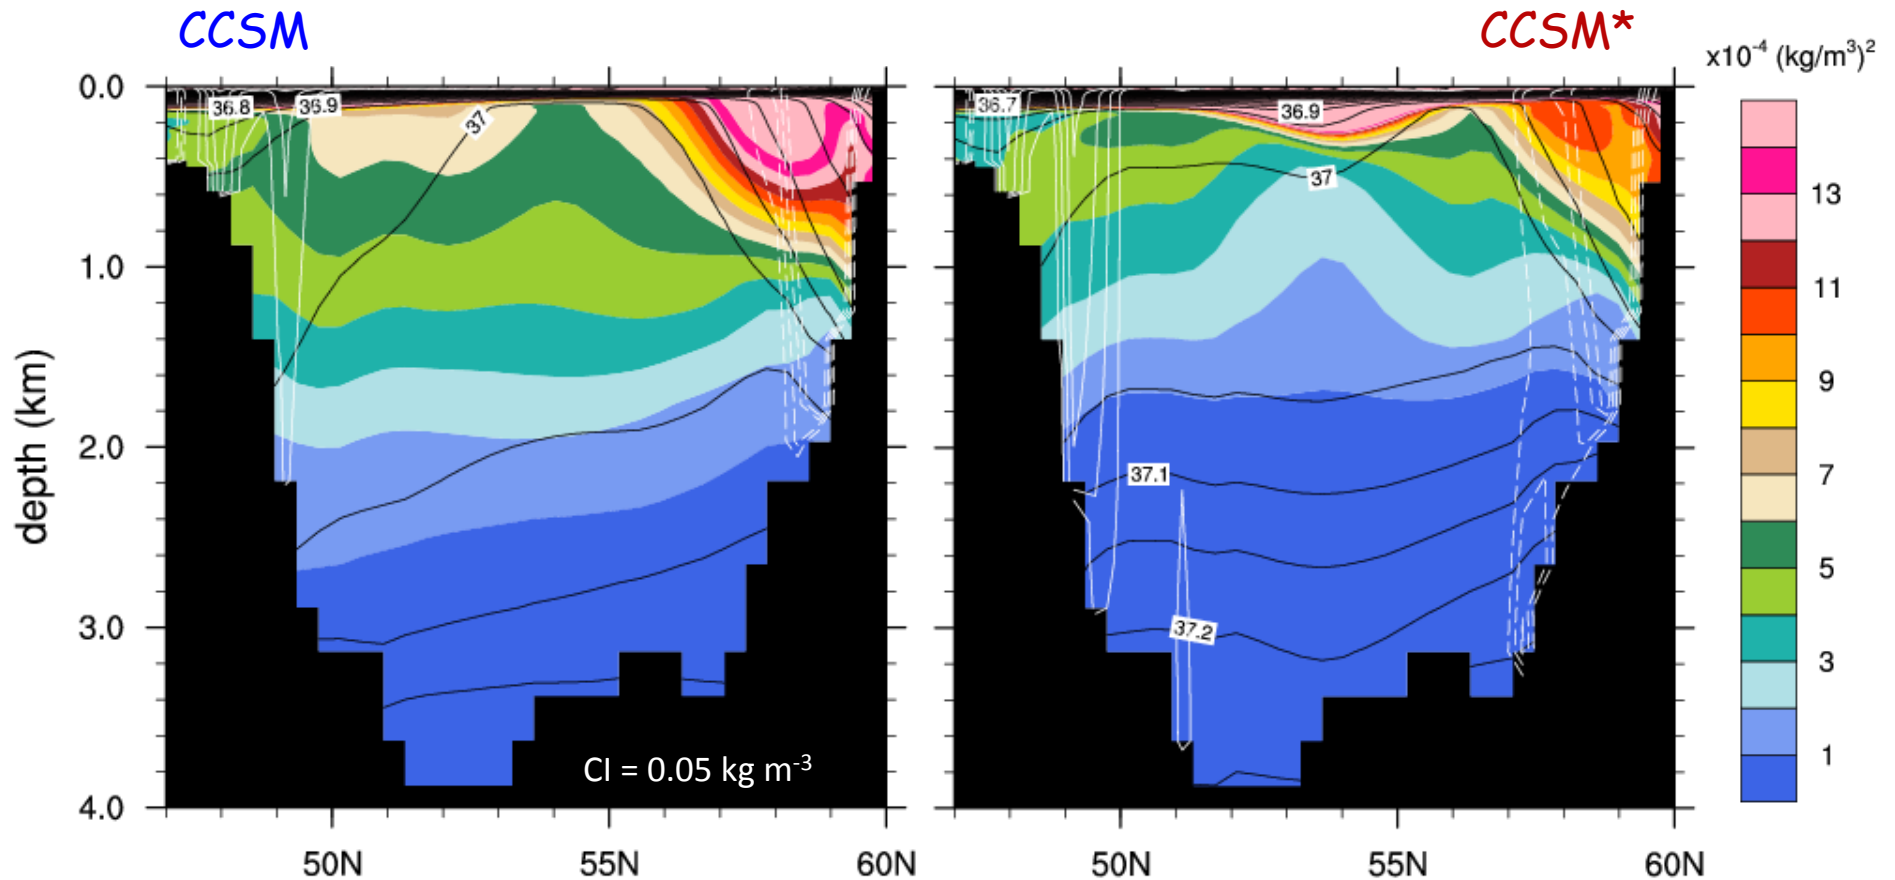 CCSM
CCSM*
x10⁻⁴ (kg/m³)²
0.0
1.0
2.0
3.0
4.0
depth (km)
36.8
36.9
37
CI = 0.05 kg m⁻³
50N
55N
60N
36.7
36.9
37
37.1
37.2
50N
55N
60N
13
11
9
7
5
3
1